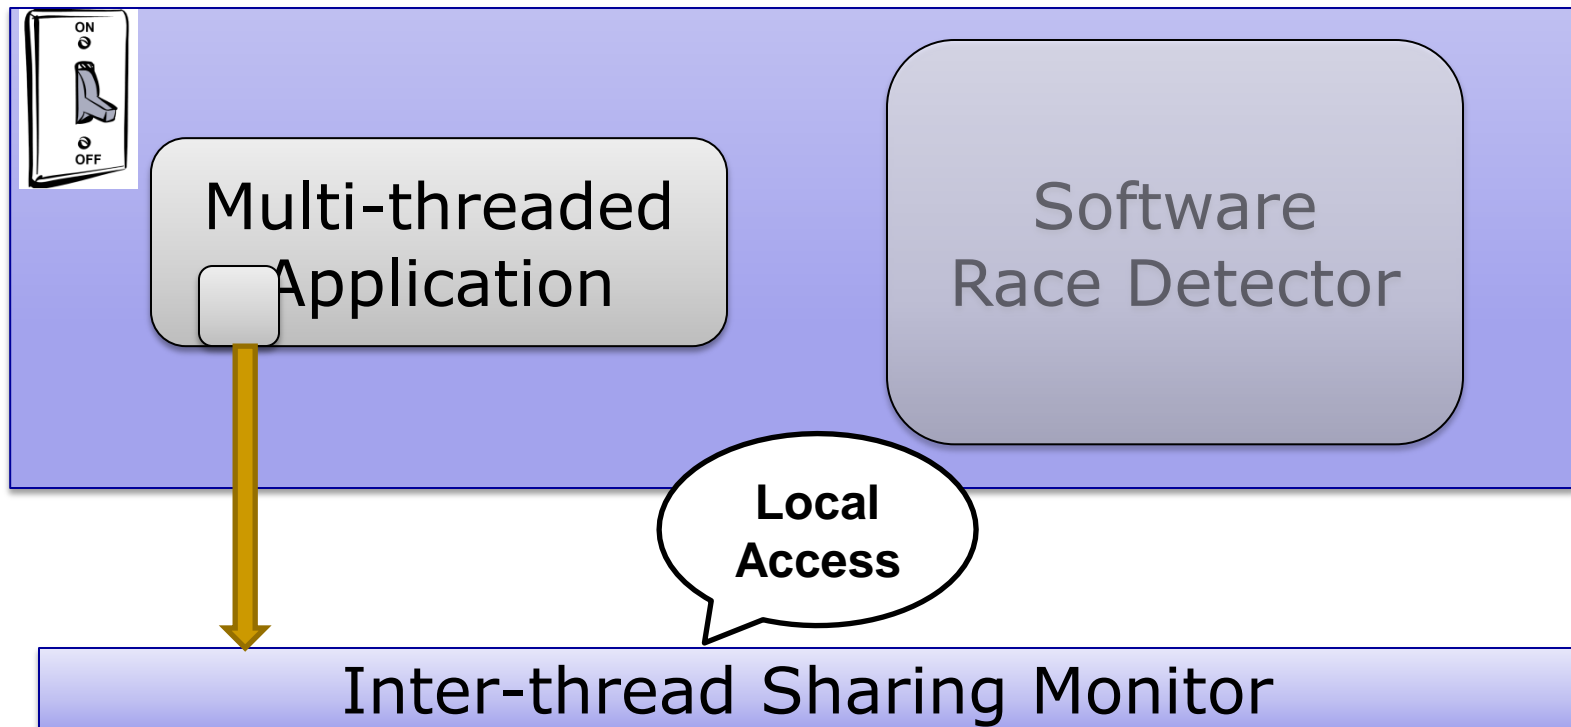 ON
OFF
Multi-threaded
Application
Software
Race Detector
Local
Access
Inter-thread Sharing Monitor